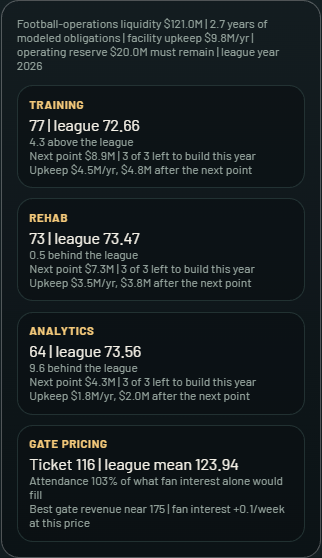 Football-operations liquidity $121.0M | 2.7 years of
modeled obligations | facility upkeep $9.8M/yr |
operating reserve $20.0M must remain | league year
2026
TRAINING
77 | league 72.66
4.3 above the league
Next point $8.9M | 3 of 3 left to build this year
Upkeep $4.5M/yr, $4.8M after the next point
REHAB
73 | league 73.47
0.5 behind the league
Next point $7.3M | 3 of 3 left to build this year
Upkeep $3.5M/yr, $3.8M after the next point
ANALYTICS
64 | league 73.56
9.6 behind the league
Next point $4.3M | 3 of 3 left to build this year
Upkeep $1.8M/yr, $2.0M after the next point
GATE PRICING
Ticket 116 | league mean 123.94
Attendance 103% of what fan interest alone would
fill
Best gate revenue near 175 | fan interest +0.1/week
at this price